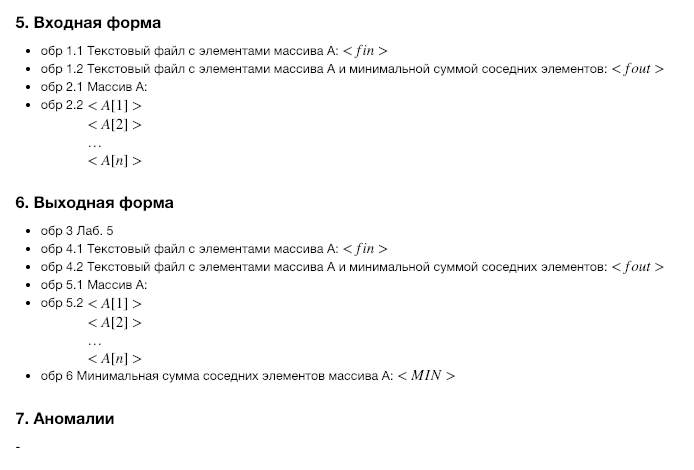 5. Входная форма
• обр 1.1 Текстовый файл с элементами массива А: < fin >
• обр 1.2 Текстовый файл с элементами массива А и минимальной суммой соседних элементов: < fout >
• обр 2.1 Массив А:
• обр 2.2 < A[1] >
< A[2] >
…
< A[n] >
6. Выходная форма
• обр 3 Лаб. 5
• обр 4.1 Текстовый файл с элементами массива А: < fin >
• обр 4.2 Текстовый файл с элементами массива А и минимальной суммой соседних элементов: < fout >
• обр 5.1 Массив А:
• обр 5.2 < A[1] >
< A[2] >
…
< A[n] >
• обр 6 Минимальная сумма соседних элементов массива А: < MIN >
7. Аномалии
-